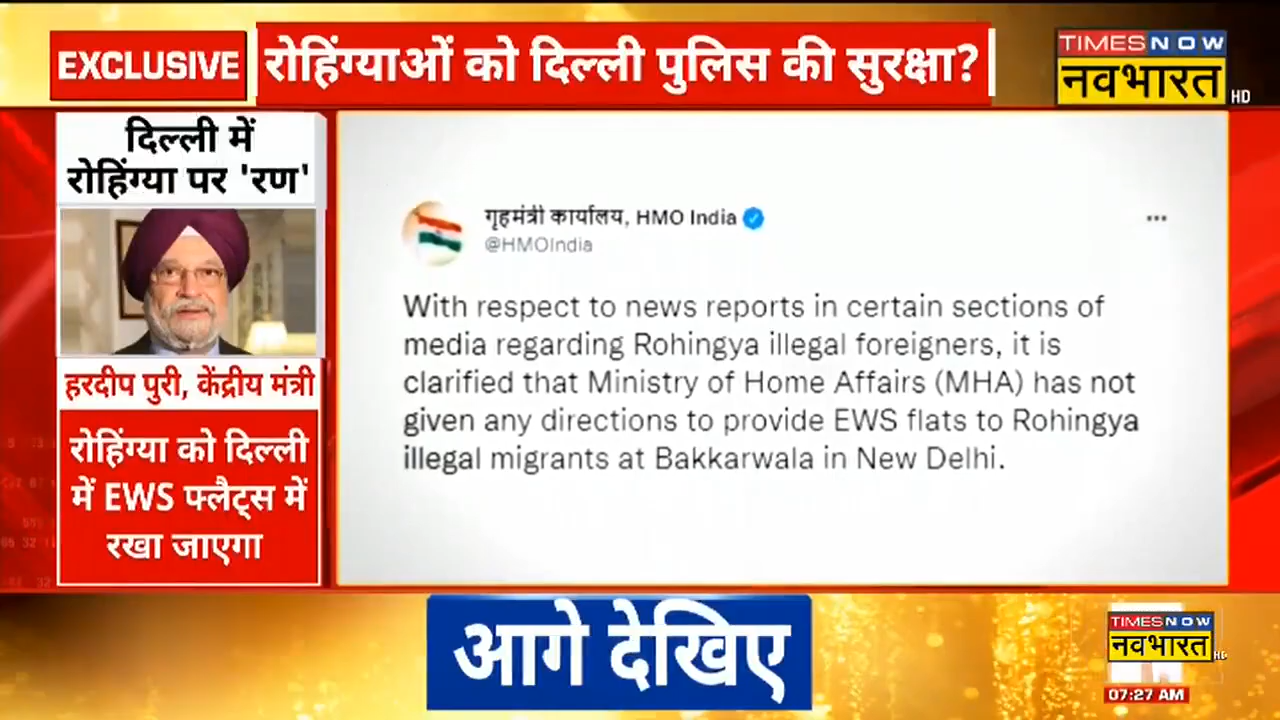 EXCLUSIVE
रोहिंग्याओं को दिल्ली पुलिस की सुरक्षा?
TIMES NOW
नवभारत
HD
दिल्ली में
रोहिंग्या पर 'रण'
हरदीप पुरी, केंद्रीय मंत्री
रोहिंग्या को दिल्ली
में EWS फ्लैट्स में
रखा जाएगा
गृहमंत्री कार्यालय, HMO India
@HMOIndia
With respect to news reports in certain sections of
media regarding Rohingya illegal foreigners, it is
clarified that Ministry of Home Affairs (MHA) has not
given any directions to provide EWS flats to Rohingya
illegal migrants at Bakkarwala in New Delhi.
आगे देखिए
TIMES NOW
नवभारत
HD
07:27 AM